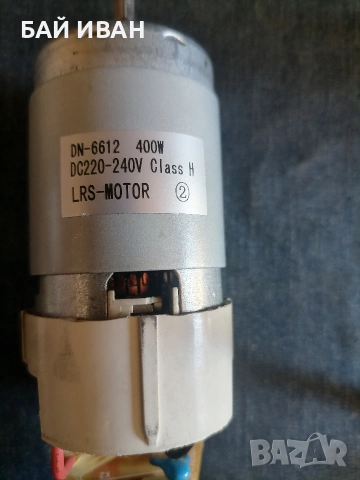 БАЙ ИВАН
DN-6612 400W
DC220-240V Class H
LRS-MOTOR ②
BAZAR